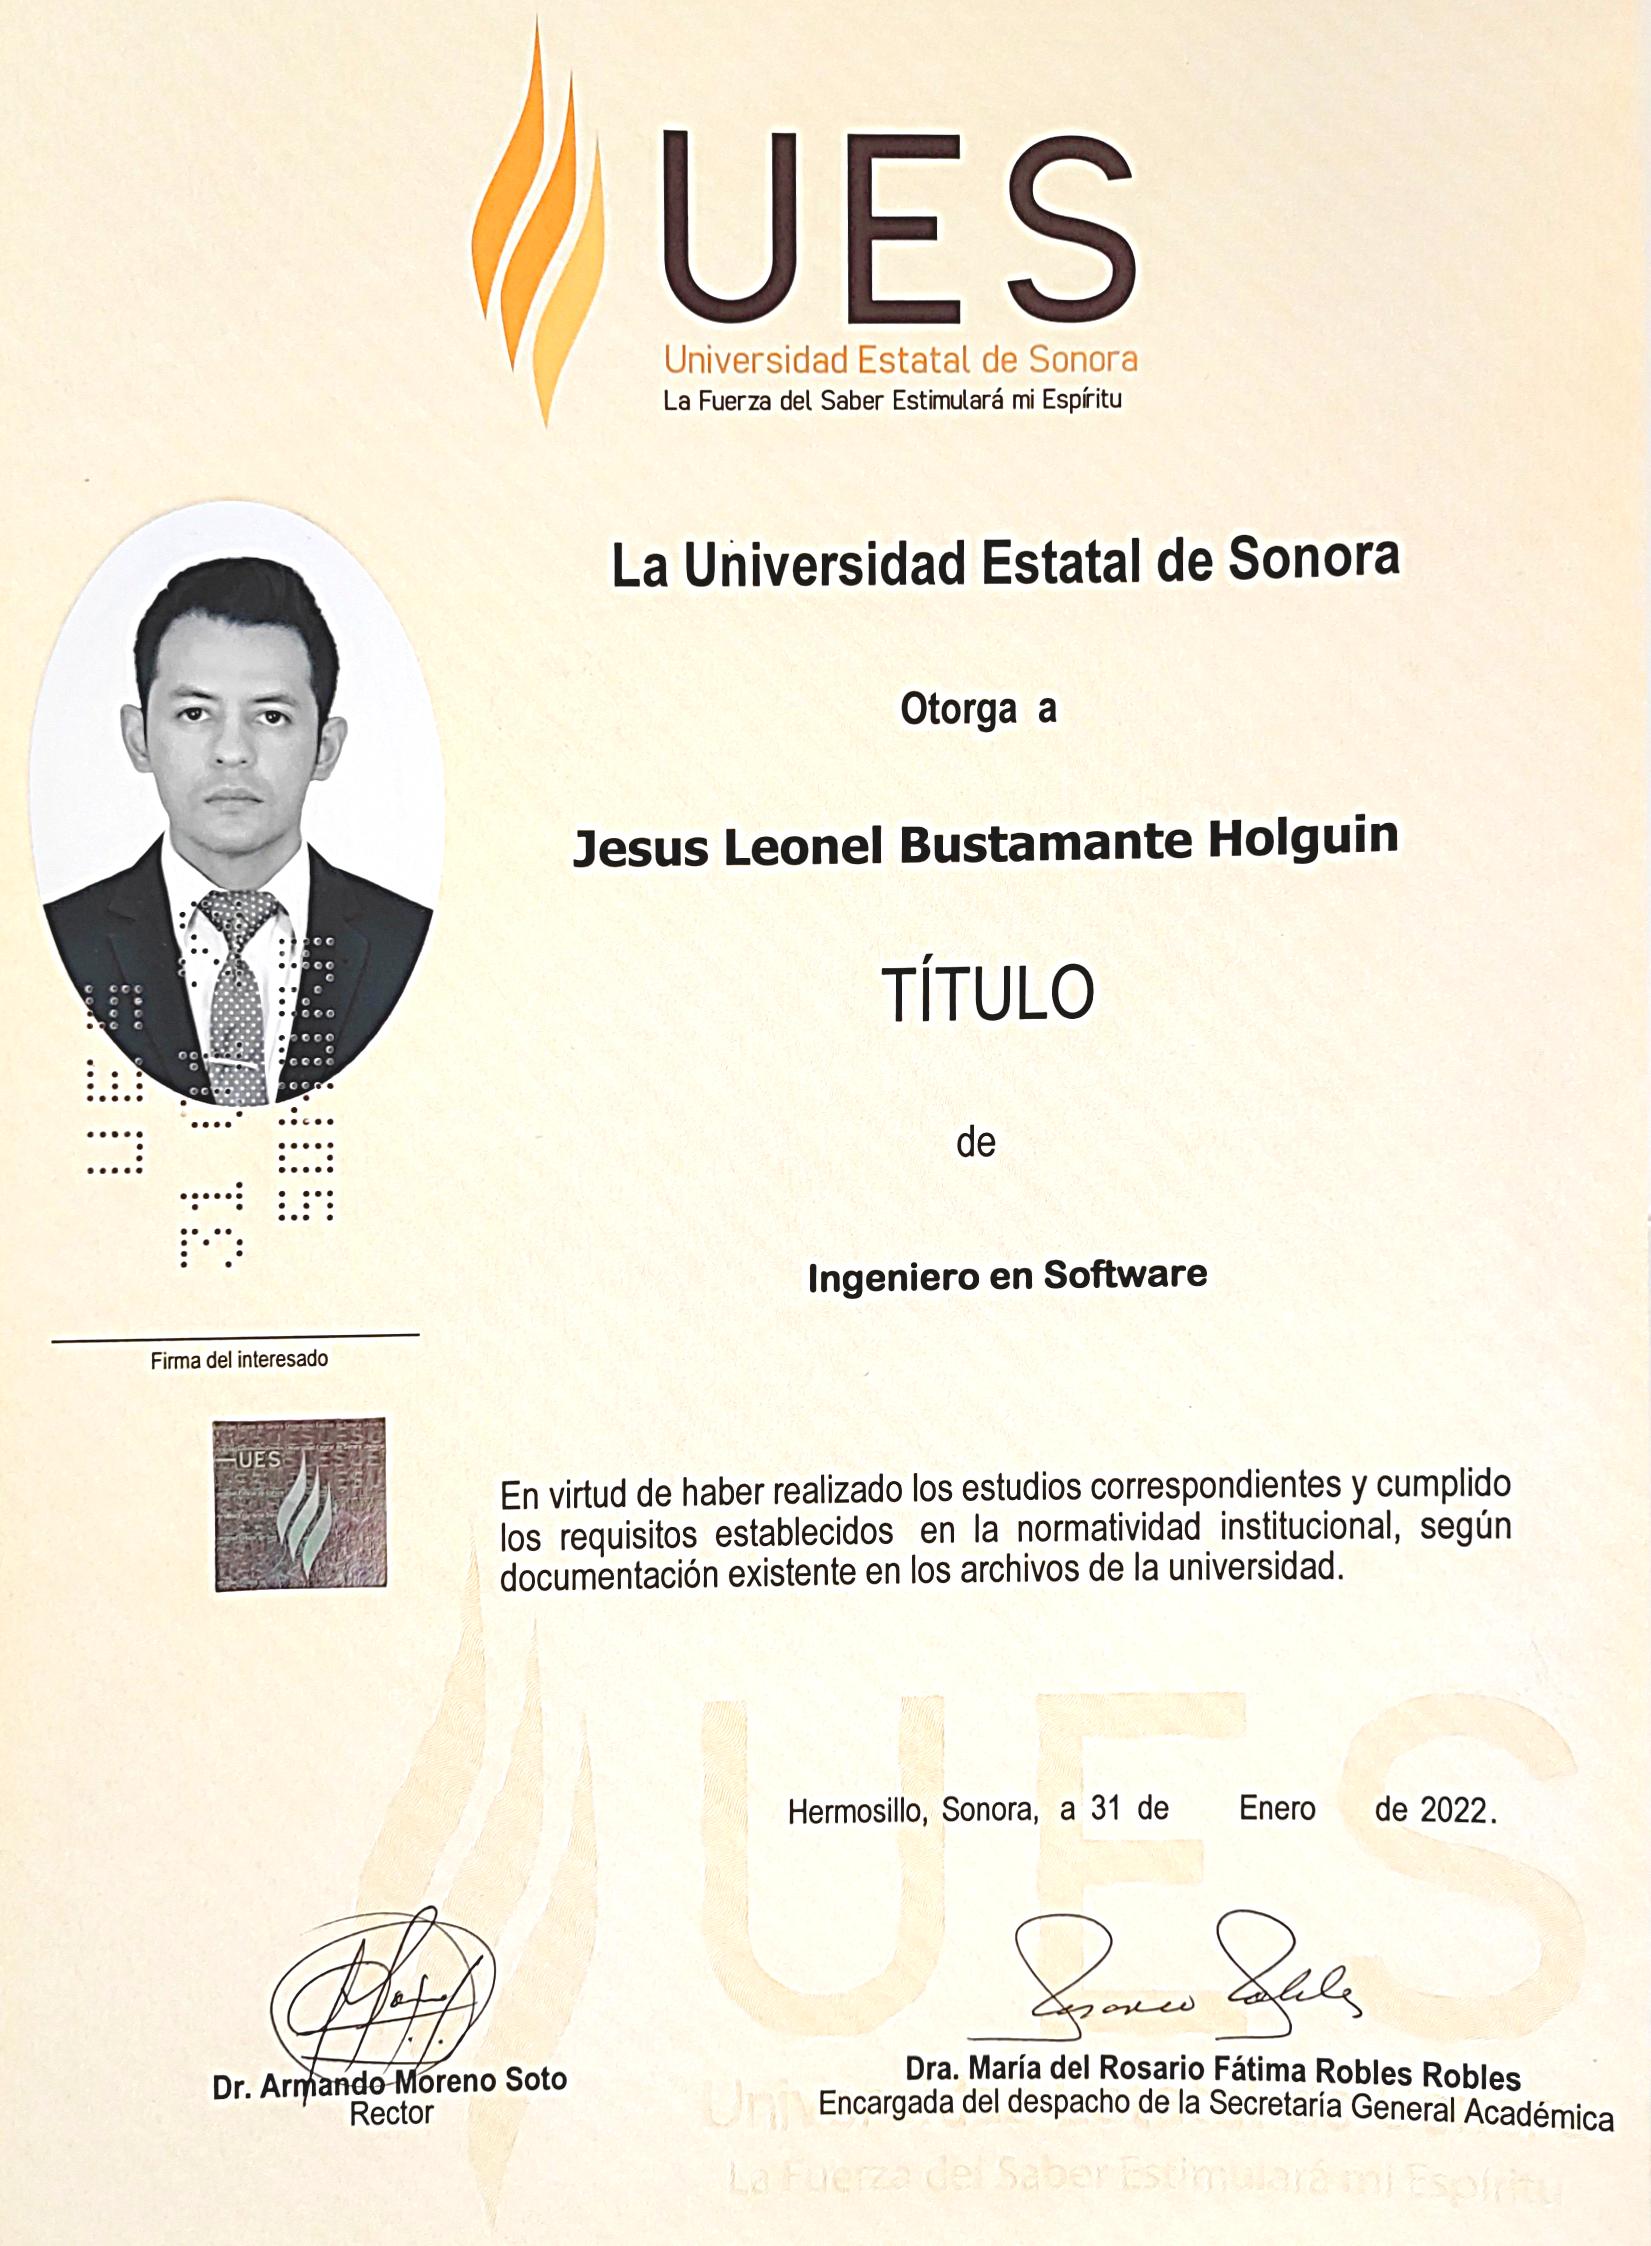 UES
Universidad Estatal de Sonora
La Fuerza del Saber Estimulará mi Espíritu
La Universidad Estatal de Sonora
Otorga a
Jesus Leonel Bustamante Holguin
TÍTULO
de
Ingeniero en Software
UES
Firma del interesado
UES
En virtud de haber realizado los estudios correspondientes y cumplido
los requisitos establecidos en la normatividad institucional, según
documentación existente en los archivos de la universidad.
UES
Hermosillo, Sonora, a 31 de Enero de 2022.
Dr. Armando Moreno Soto
Rector
Dra. María del Rosario Fátima Robles Robles
Encargada del despacho de la Secretaría General Académica
La Fuerza del Saber Estimulará mi Espíritu